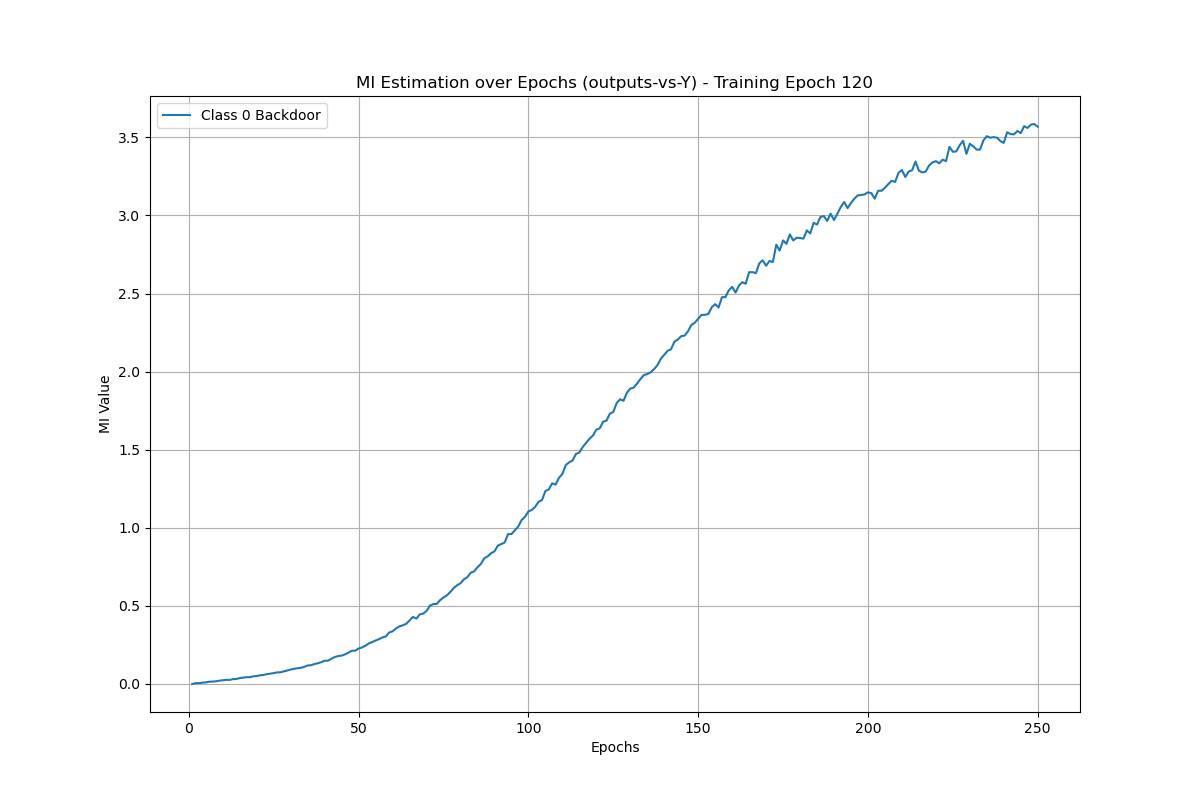 MI Estimation over Epochs (outputs-vs-Y) - Training Epoch 120
Class 0 Backdoor
3.5
3.0
2.5
2.0
1.5
1.0
0.5
0.0
MI Value
0 50 100 150 200 250
Epochs